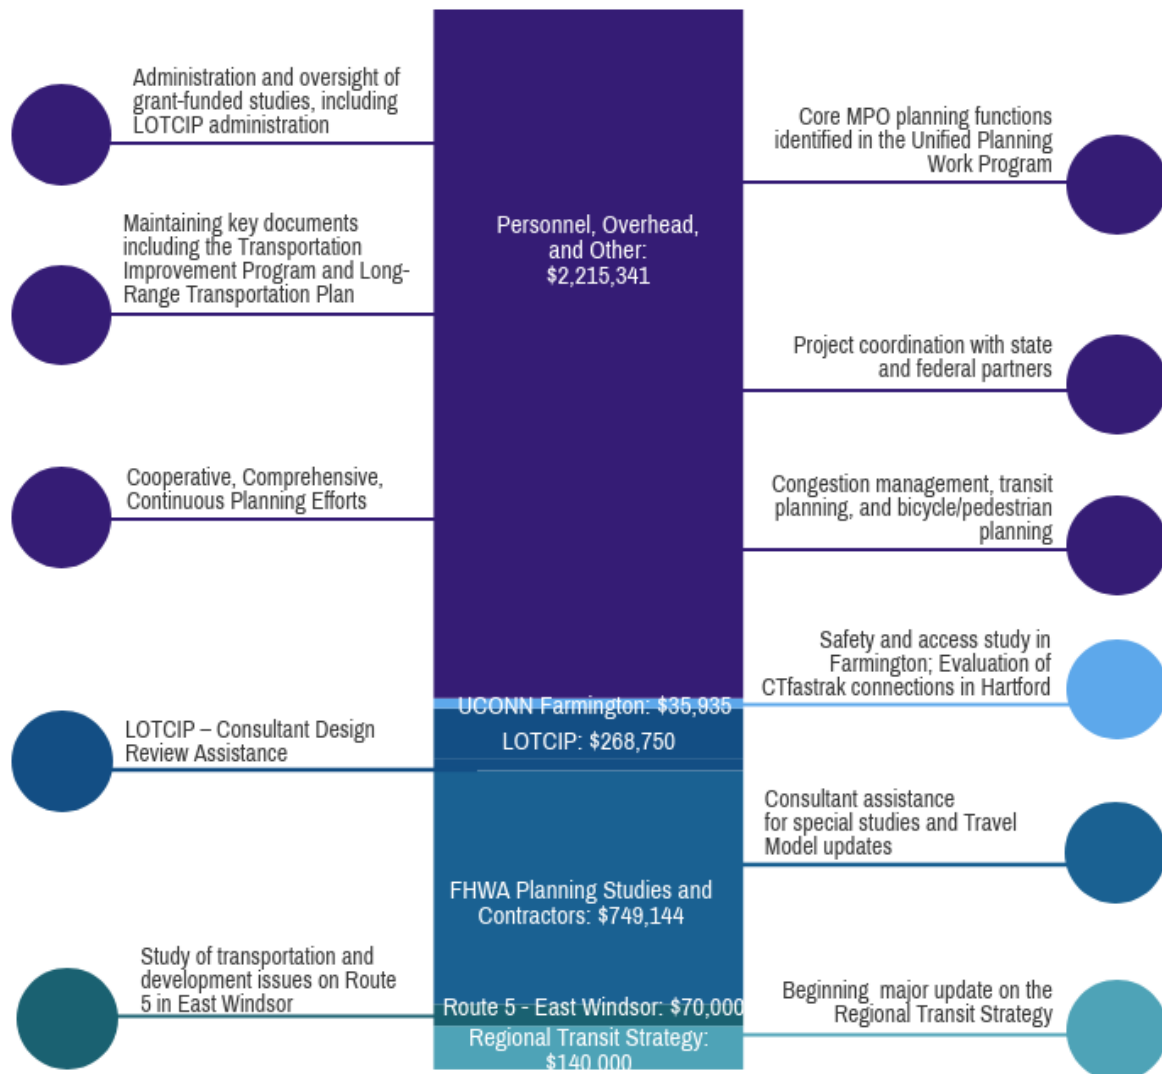 Administration and oversight of
grant-funded studies, including
LOTCIP administration
Core MPO planning functions
identified in the Unified Planning
Work Program
Maintaining key documents
including the Transportation
Improvement Program and Long-
Range Transportation Plan
Personnel, Overhead,
and Other:
$2,215,341
Project coordination with state
and federal partners
Cooperative, Comprehensive,
Continuous Planning Efforts
Congestion management, transit
planning, and bicycle/pedestrian
planning
Safety and access study in
Farmington; Evaluation of
CTfastrak connections in Hartford
UCONN Farmington: $35,935
LOTCIP – Consultant Design
Review Assistance
LOTCIP: $268,750
Consultant assistance
for special studies and Travel
Model updates
FHWA Planning Studies and
Contractors: $749,144
Study of transportation and
development issues on Route
5 in East Windsor
Route 5 - East Windsor: $70,000
Beginning  major update on the
Regional Transit Strategy
Regional Transit Strategy:
$140,000